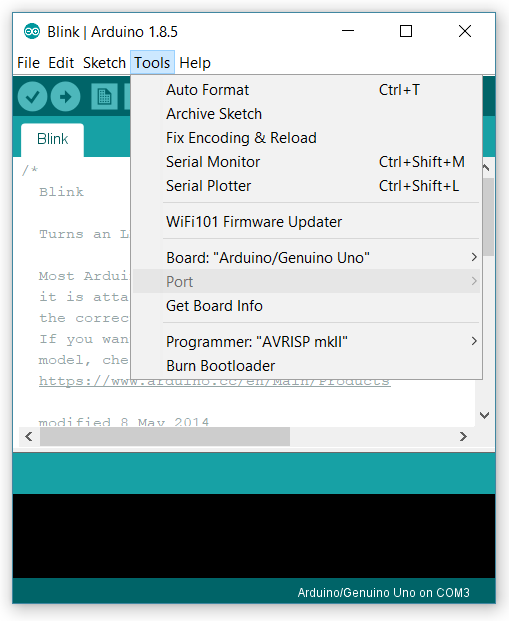 Blink | Arduino 1.8.5
File Edit Sketch Tools Help
Auto Format Ctrl+T
Archive Sketch
Fix Encoding & Reload
Serial Monitor Ctrl+Shift+M
Serial Plotter Ctrl+Shift+L
WiFi101 Firmware Updater
Board: "Arduino/Genuino Uno"
Port
Get Board Info
Programmer: "AVRISP mkII"
Burn Bootloader
Blink
/*
Blink
Turns an L
Most Ardui
it is atta
the correc
If you wan
model, che
https://www.arduino.cc/en/Main/Products
modified 8 May 2014
Arduino/Genuino Uno on COM3